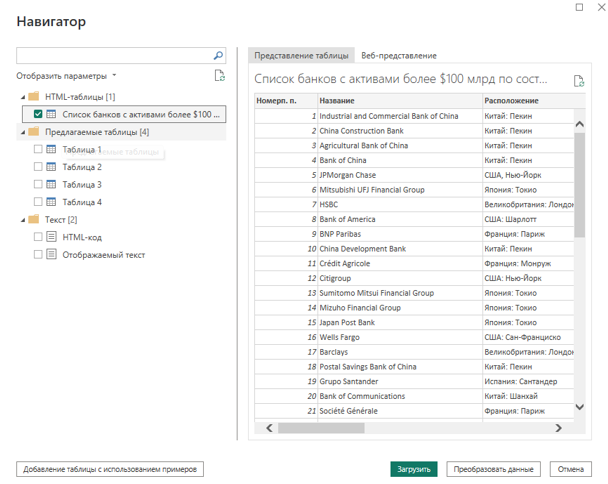 Навигатор
Отобразить параметры
HTML-таблицы [1]
Список банков с активами более $100 ...
Предлагаемые таблицы [4]
Таблица 1
Таблица 2
Таблица 3
Таблица 4
Текст [2]
HTML-код
Отображаемый текст
Представление таблицы Веб-представление
Список банков с активами более $100 млрд по сост...
Номерп. п. Название Расположение
1 Industrial and Commercial Bank of China Китай: Пекин
2 China Construction Bank Китай: Пекин
3 Agricultural Bank of China Китай: Пекин
4 Bank of China Китай: Пекин
5 JPMorgan Chase США, Нью-Йорк
6 Mitsubishi UFJ Financial Group Япония: Токио
7 HSBC Великобритания: Лондон
8 Bank of America США: Шарлотт
9 BNP Paribas Франция: Париж
10 China Development Bank Китай: Пекин
11 Crédit Agricole Франция: Монруж
12 Citigroup США: Нью-Йорк
13 Sumitomo Mitsui Financial Group Япония: Токио
14 Mizuho Financial Group Япония: Токио
15 Japan Post Bank Япония: Токио
16 Wells Fargo США: Сан-Франциско
17 Barclays Великобритания: Лондон
18 Postal Savings Bank of China Китай: Пекин
19 Grupo Santander Испания: Сантандер
20 Bank of Communications Китай: Шанхай
21 Société Générale Франция: Париж
Добавление таблицы с использованием примеров Загрузить Преобразовать данные Отмена